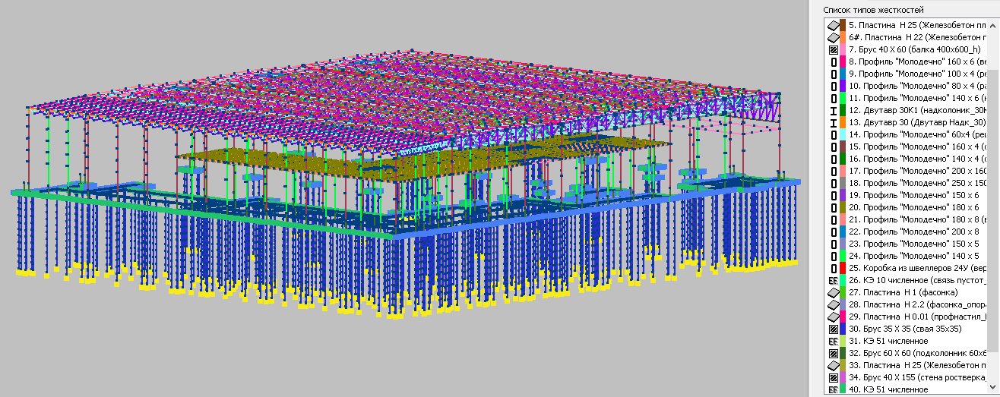 Список типов жесткостей
5. Пластина H 25 (Железобетон пл
6#. Пластина H 22 (Железобетон п
7. Брус 40 X 60 (балка 400x600_h)
8. Профиль "Молодечно" 160 x 6 (ве
9. Профиль "Молодечно" 100 x 4 (ре
10. Профиль "Молодечно" 80 x 4 (ра
11. Профиль "Молодечно" 140 x 6 (н
12. Двутавр 30К1 (надколоник_30К
13. Двутавр 30 (Двутавр Надк_30)
14. Профиль "Молодечно" 60x4 (реш
15. Профиль "Молодечно" 160 x 4 (с
16. Профиль "Молодечно" 140 x 4 (с
17. Профиль "Молодечно" 200 x 160
18. Профиль "Молодечно" 250 x 150
19. Профиль "Молодечно" 150 x 6
20. Профиль "Молодечно" 180 x 6
21. Профиль "Молодечно" 180 x 8 (в
22. Профиль "Молодечно" 200 x 8
23. Профиль "Молодечно" 150 x 5
24. Профиль "Молодечно" 140 x 5
25. Коробка из швеллеров 24У (вер
26. КЭ 10 численное (связь пустот_
27. Пластина H 1 (фасонка)
28. Пластина H 2.2 (фасонка_опор
29. Пластина H 0.01 (профнастил_
30. Брус 35 X 35 (свая 35x35)
31. КЭ 51 численное
32. Брус 60 X 60 (подколонник 60x6
33. Пластина H 25 (Железобетон п
34. Брус 40 X 155 (стена ростверка_
40. КЭ 51 численное